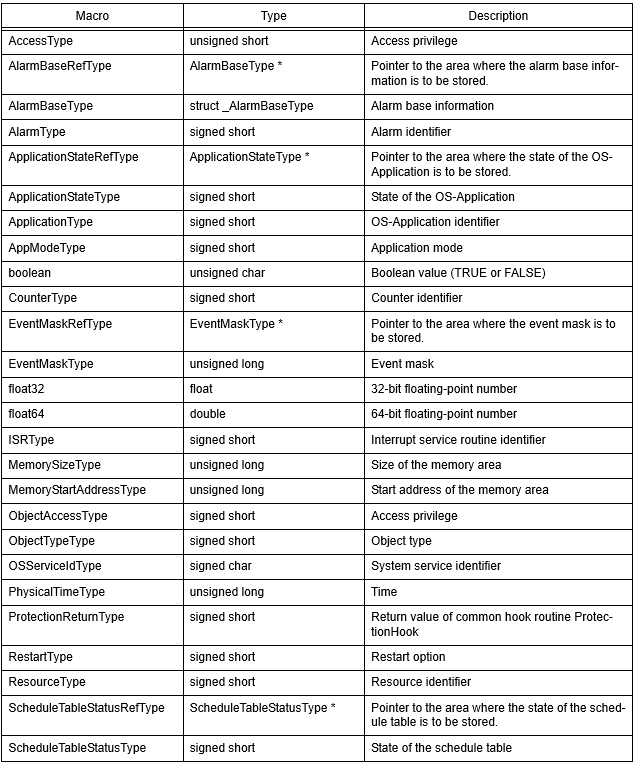 Macro Type Description
AccessType unsigned short Access privilege
AlarmBaseRefType AlarmBaseType * Pointer to the area where the alarm base infor-
mation is to be stored.
AlarmBaseType struct _AlarmBaseType Alarm base information
AlarmType signed short Alarm identifier
ApplicationStateRefType ApplicationStateType * Pointer to the area where the state of the OS-
Application is to be stored.
ApplicationStateType signed short State of the OS-Application
ApplicationType signed short OS-Application identifier
AppModeType signed short Application mode
boolean unsigned char Boolean value (TRUE or FALSE)
CounterType signed short Counter identifier
EventMaskRefType EventMaskType * Pointer to the area where the event mask is to
be stored.
EventMaskType unsigned long Event mask
float32 float 32-bit floating-point number
float64 double 64-bit floating-point number
ISRType signed short Interrupt service routine identifier
MemorySizeType unsigned long Size of the memory area
MemoryStartAddressType unsigned long Start address of the memory area
ObjectAccessType signed short Access privilege
ObjectTypeType signed short Object type
OSServiceIdType signed char System service identifier
PhysicalTimeType unsigned long Time
ProtectionReturnType signed short Return value of common hook routine Protec-
tionHook
RestartType signed short Restart option
ResourceType signed short Resource identifier
ScheduleTableStatusRefType ScheduleTableStatusType * Pointer to the area where the state of the sched-
ule table is to be stored.
ScheduleTableStatusType signed short State of the schedule table